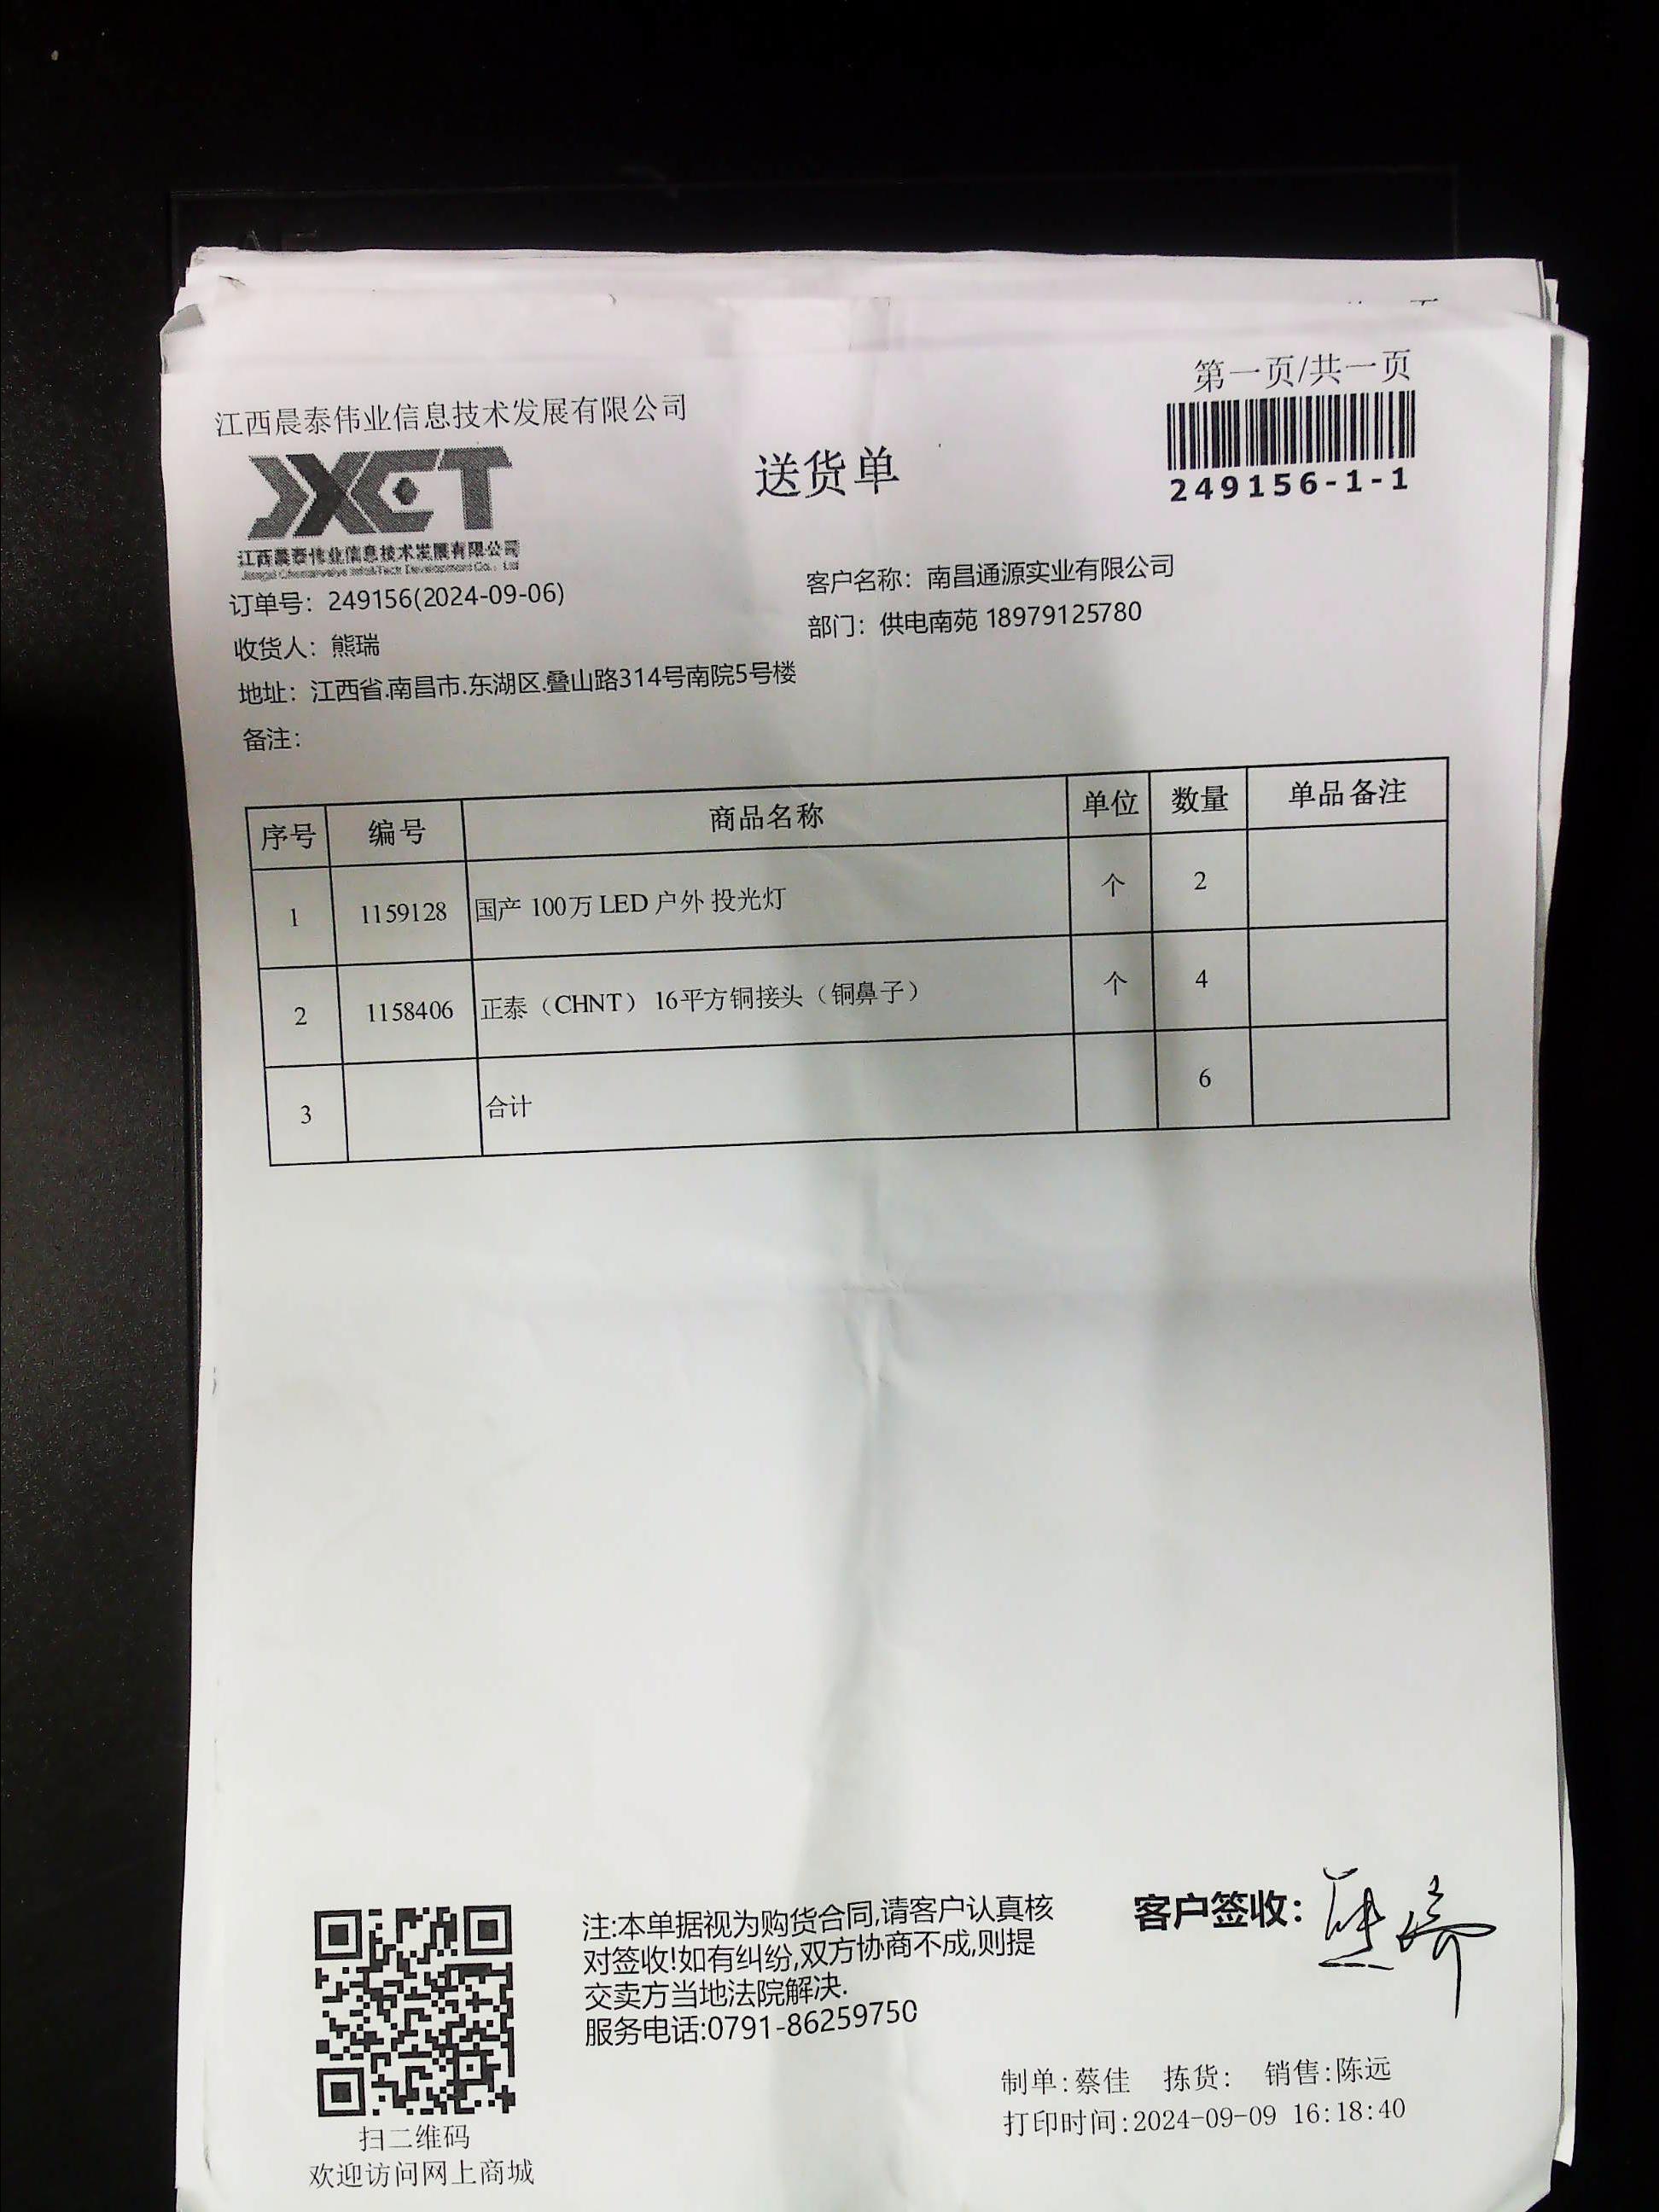 第一页/共一页
江西晨泰伟业信息技术发展有限公司
JXCT
江西晨泰伟业信息技术发展有限公司
送货单
249156-1-1
订单号：249156(2024-09-06)
客户名称：南昌通源实业有限公司
收货人：熊瑞
部门：供电南苑 18979125780
地址：江西省.南昌市.东湖区.叠山路314号南院5号楼
备注：
序号 编号 商品名称 单位 数量 单品备注
1 1159128 国产 100万 LED 户外 投光灯 个 2
2 1158406 正泰（CHNT） 16平方铜接头（铜鼻子） 个 4
3 合计 6
注:本单据视为购货合同,请客户认真核
对签收!如有纠纷,双方协商不成,则提
交卖方当地法院解决.
服务电话:0791-86259750
客户签收：熊瑞
制单:蔡佳 拣货: 销售:陈远
打印时间:2024-09-09 16:18:40
扫二维码
欢迎访问网上商城